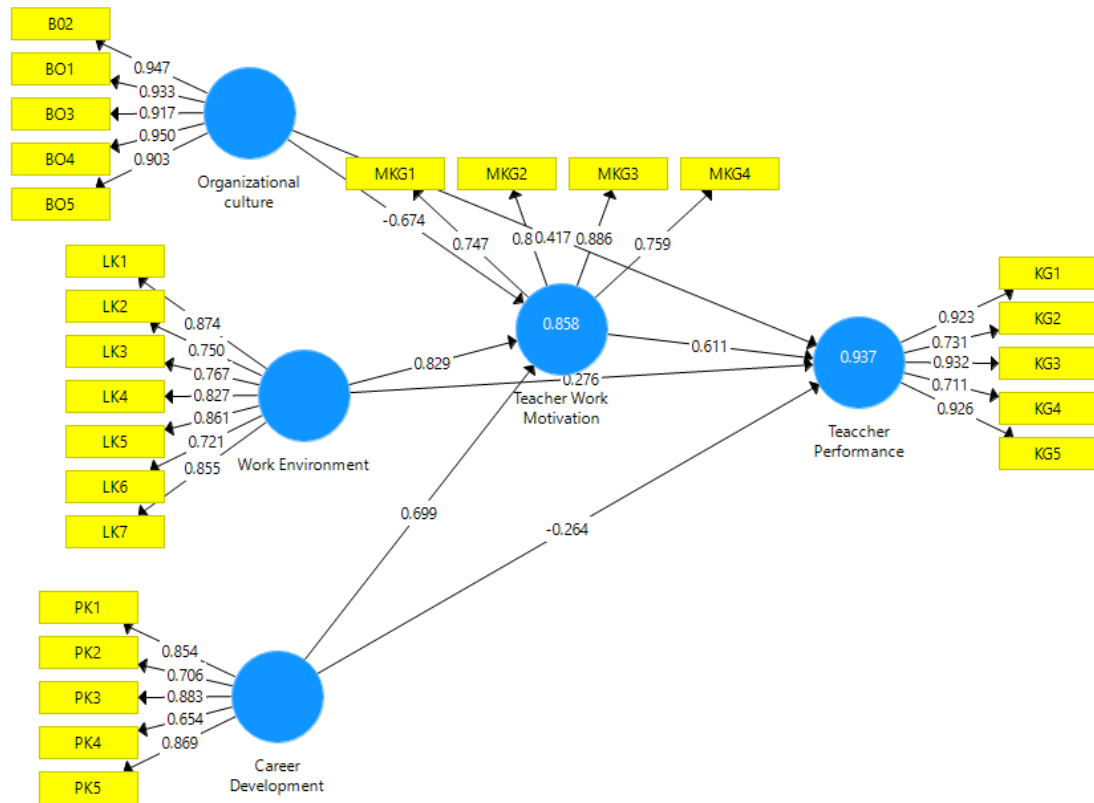 B02
BO1
BO3
BO4
BO5
0.947
0.933
0.917
0.950
0.903
Organizational
culture
MKG1
MKG2
MKG3
MKG4
-0.674
0.747
0.417
0.886
0.759
LK1
LK2
LK3
LK4
LK5
LK6
LK7
0.874
0.750
0.767
0.827
0.861
0.721
0.855
Work Environment
0.858
Teacher Work
Motivation
0.829
0.276
0.611
0.937
Teaccher
Performance
0.923
0.731
0.932
0.711
0.926
KG1
KG2
KG3
KG4
KG5
0.699
-0.264
PK1
PK2
PK3
PK4
PK5
0.854
0.706
0.883
0.654
0.869
Career
Development